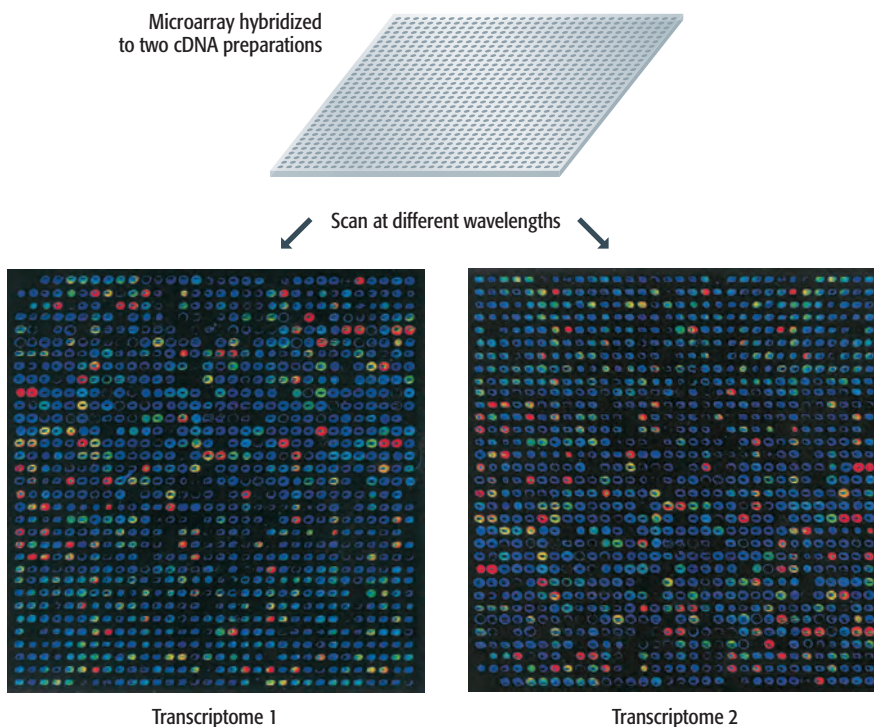 Microarray hybridized
to two cDNA preparations
Scan at different wavelengths
Transcriptome 1
Transcriptome 2